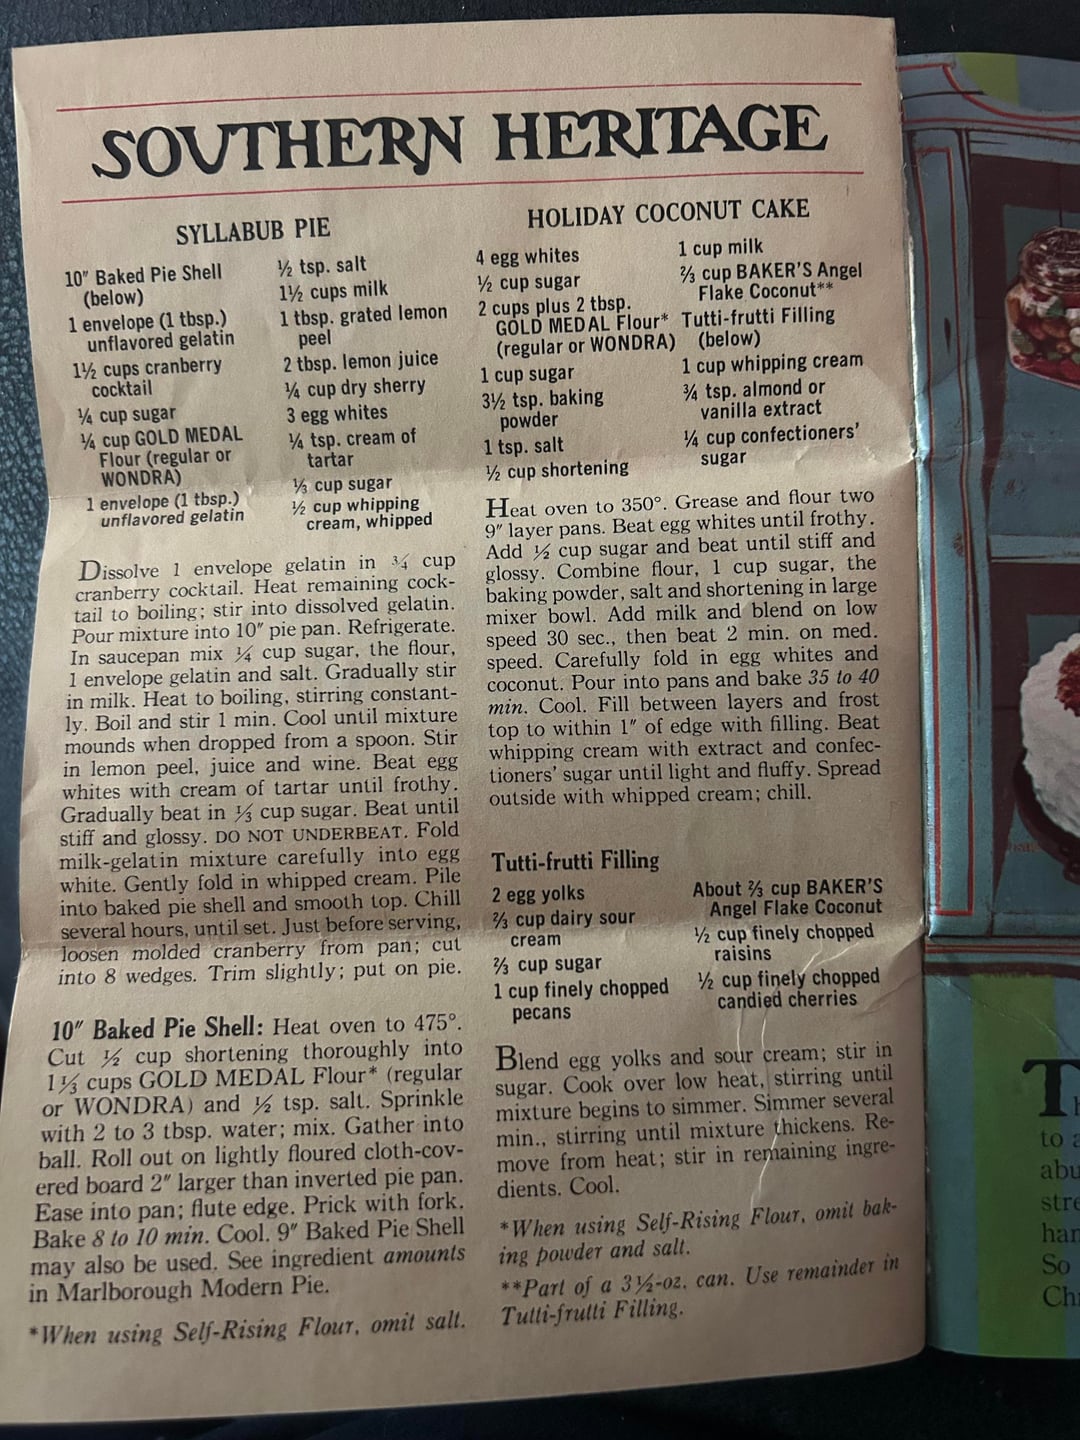 SOUTHERN HERITAGE
SYLLABUB PIE
10″ Baked Pie Shell
(below)
1 envelope (1 tbsp.)
unflavored gelatin
1½ cups cranberry
cocktail
¼ cup sugar
¼ cup GOLD MEDAL
Flour (regular or
WONDRA)
1 envelope (1 tbsp.)
unflavored gelatin
½ tsp. salt
1½ cups milk
1 tbsp. grated lemon
peel
2 tbsp. lemon juice
¼ cup dry sherry
3 egg whites
¼ tsp. cream of
tartar
⅓ cup sugar
½ cup whipping
cream, whipped
Dissolve 1 envelope gelatin in ¾ cup
cranberry cocktail. Heat remaining cock-
tail to boiling; stir into dissolved gelatin.
Pour mixture into 10″ pie pan. Refrigerate.
In saucepan mix ¼ cup sugar, the flour,
1 envelope gelatin and salt. Gradually stir
in milk. Heat to boiling, stirring constant-
ly. Boil and stir 1 min. Cool until mixture
mounds when dropped from a spoon. Stir
in lemon peel, juice and wine. Beat egg
whites with cream of tartar until frothy.
Gradually beat in ⅓ cup sugar. Beat until
stiff and glossy. DO NOT UNDERBEAT. Fold
milk-gelatin mixture carefully into egg
white. Gently fold in whipped cream. Pile
into baked pie shell and smooth top. Chill
several hours, until set. Just before serving,
loosen molded cranberry from pan; cut
into 8 wedges. Trim slightly; put on pie.
10″ Baked Pie Shell: Heat oven to 475°.
Cut ½ cup shortening thoroughly into
1⅓ cups GOLD MEDAL Flour* (regular
or WONDRA) and ½ tsp. salt. Sprinkle
with 2 to 3 tbsp. water; mix. Gather into
ball. Roll out on lightly floured cloth-cov-
ered board 2″ larger than inverted pie pan.
Ease into pan; flute edge. Prick with fork.
Bake 8 to 10 min. Cool. 9″ Baked Pie Shell
may also be used. See ingredient amounts
in Marlborough Modern Pie.
*When using Self-Rising Flour, omit salt.
HOLIDAY COCONUT CAKE
4 egg whites
½ cup sugar
2 cups plus 2 tbsp.
GOLD MEDAL Flour*
(regular or WONDRA)
1 cup sugar
3½ tsp. baking
powder
1 tsp. salt
½ cup shortening
1 cup milk
⅔ cup BAKER'S Angel
Flake Coconut**
Tutti-frutti Filling
(below)
1 cup whipping cream
¾ tsp. almond or
vanilla extract
¼ cup confectioners'
sugar
Heat oven to 350°. Grease and flour two
9″ layer pans. Beat egg whites until frothy.
Add ½ cup sugar and beat until stiff and
glossy. Combine flour, 1 cup sugar, the
baking powder, salt and shortening in large
mixer bowl. Add milk and blend on low
speed 30 sec., then beat 2 min. on med.
speed. Carefully fold in egg whites and
coconut. Pour into pans and bake 35 to 40
min. Cool. Fill between layers and frost
top to within 1″ of edge with filling. Beat
whipping cream with extract and confec-
tioners' sugar until light and fluffy. Spread
outside with whipped cream; chill.
Tutti-frutti Filling
2 egg yolks
⅔ cup dairy sour
cream
⅔ cup sugar
1 cup finely chopped
pecans
About ⅔ cup BAKER'S
Angel Flake Coconut
½ cup finely chopped
raisins
½ cup finely chopped
candied cherries
Blend egg yolks and sour cream; stir in
sugar. Cook over low heat, stirring until
mixture begins to simmer. Simmer several
min., stirring until mixture thickens. Re-
move from heat; stir in remaining ingre-
dients. Cool.
*When using Self-Rising Flour, omit bak-
ing powder and salt.
**Part of a 3½-oz. can. Use remainder in
Tutti-frutti Filling.
to
So